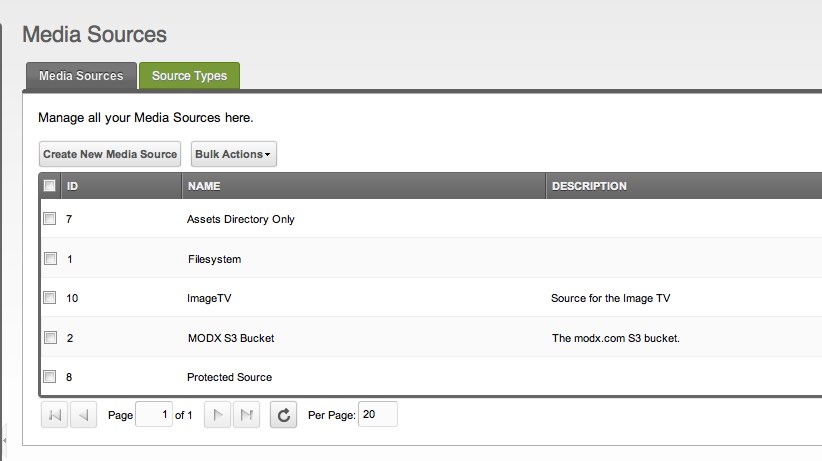 Media Sources
Media Sources Source Types
Manage all your Media Sources here.
Create New Media Source Bulk Actions
ID NAME DESCRIPTION
7 Assets Directory Only
1 Filesystem
10 ImageTV Source for the Image TV
2 MODX S3 Bucket The modx.com S3 bucket.
8 Protected Source
Page 1 of 1 Per Page: 20